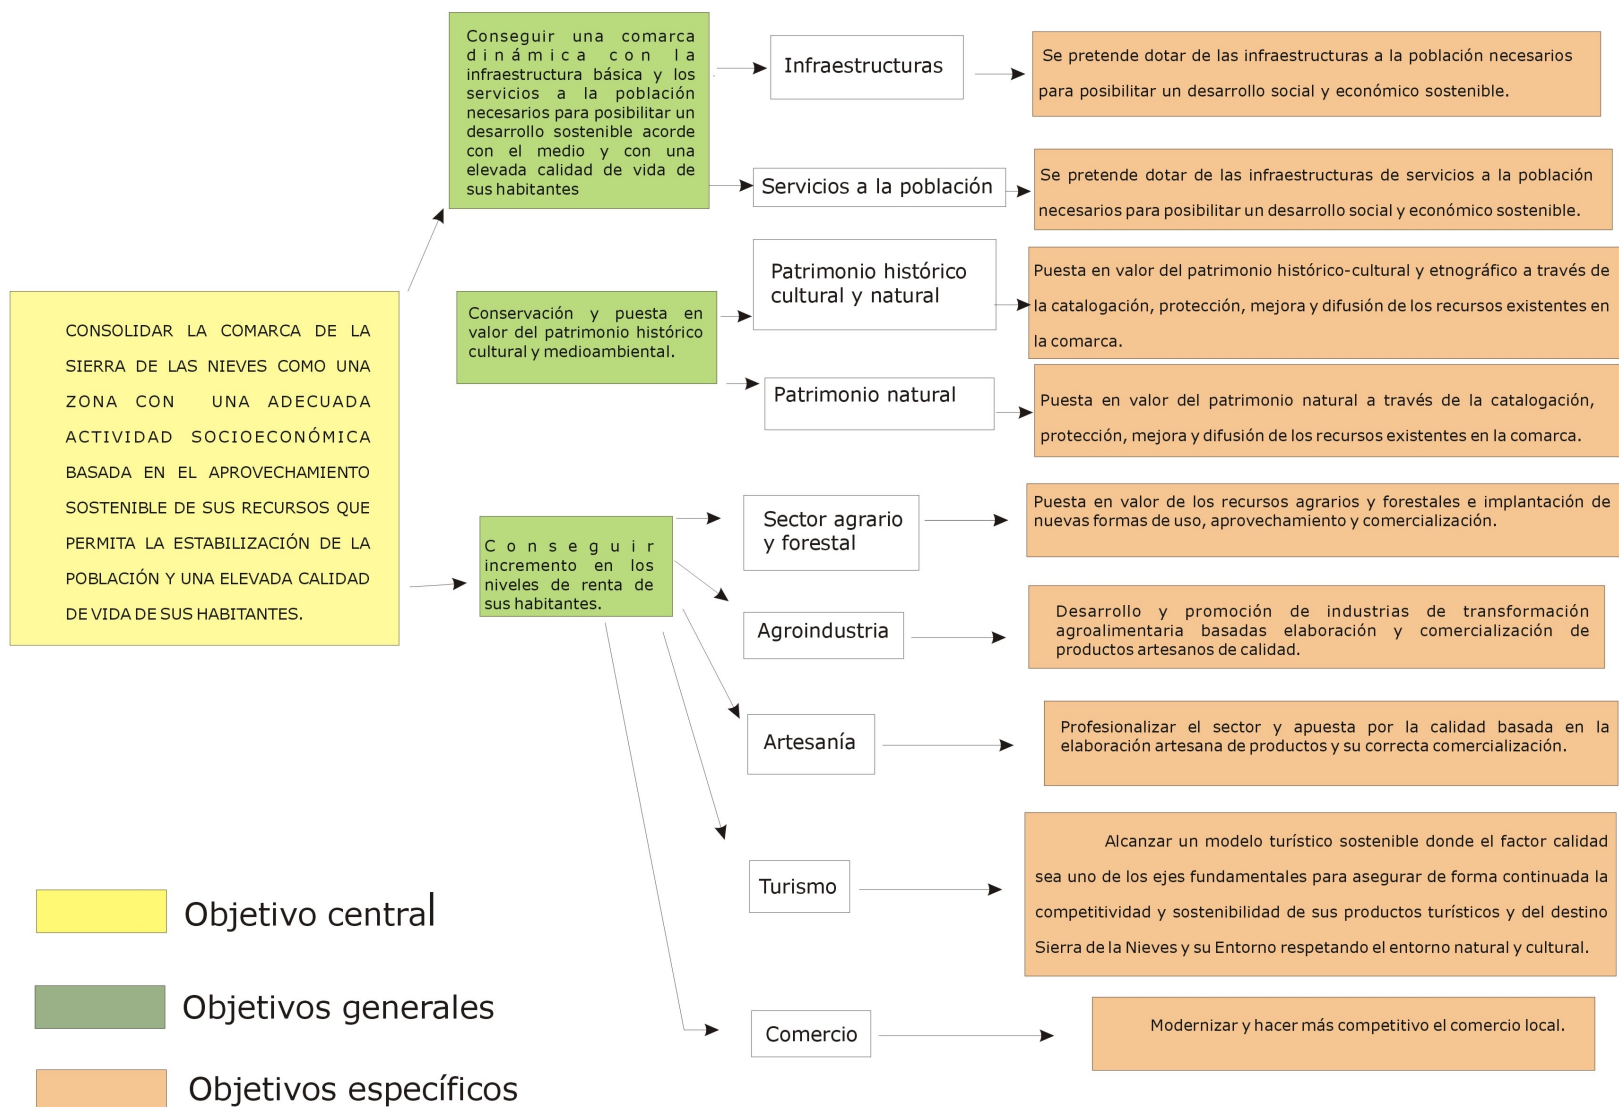 CONSOLIDAR LA COMARCA DE LA
SIERRA DE LAS NIEVES COMO UNA
ZONA CON UNA ADECUADA
ACTIVIDAD SOCIOECONÓMICA
BASADA EN EL APROVECHAMIENTO
SOSTENIBLE DE SUS RECURSOS QUE
PERMITA LA ESTABILIZACIÓN DE LA
POBLACIÓN Y UNA ELEVADA CALIDAD
DE VIDA DE SUS HABITANTES.
Conseguir una comarca
dinámica con la
infraestructura básica y los
servicios a la población
necesarios para posibilitar un
desarrollo sostenible acorde
con el medio y con una
elevada calidad de vida de
sus habitantes
Infraestructuras
Se pretende dotar de las infraestructuras a la población necesarios
para posibilitar un desarrollo social y económico sostenible.
Servicios a la población
Se pretende dotar de las infraestructuras de servicios a la población
necesarios para posibilitar un desarrollo social y económico sostenible.
Conservación y puesta en
valor del patrimonio histórico
cultural y medioambiental.
Patrimonio histórico
cultural y natural
Puesta en valor del patrimonio histórico-cultural y etnográfico a través de
la catalogación, protección, mejora y difusión de los recursos existentes en
la comarca.
Patrimonio natural
Puesta en valor del patrimonio natural a través de la catalogación,
protección, mejora y difusión de los recursos existentes en la comarca.
Conseguir
incremento en los
niveles de renta de
sus habitantes.
Sector agrario
y forestal
Puesta en valor de los recursos agrarios y forestales e implantación de
nuevas formas de uso, aprovechamiento y comercialización.
Agroindustria
Desarrollo y promoción de industrias de transformación
agroalimentaria basadas elaboración y comercialización de
productos artesanos de calidad.
Artesanía
Profesionalizar el sector y apuesta por la calidad basada en la
elaboración artesana de productos y su correcta comercialización.
Turismo
Alcanzar un modelo turístico sostenible donde el factor calidad
sea uno de los ejes fundamentales para asegurar de forma continuada la
competitividad y sostenibilidad de sus productos turísticos y del destino
Sierra de la Nieves y su Entorno respetando el entorno natural y cultural.
Comercio
Modernizar y hacer más competitivo el comercio local.
Objetivo central
Objetivos generales
Objetivos específicos